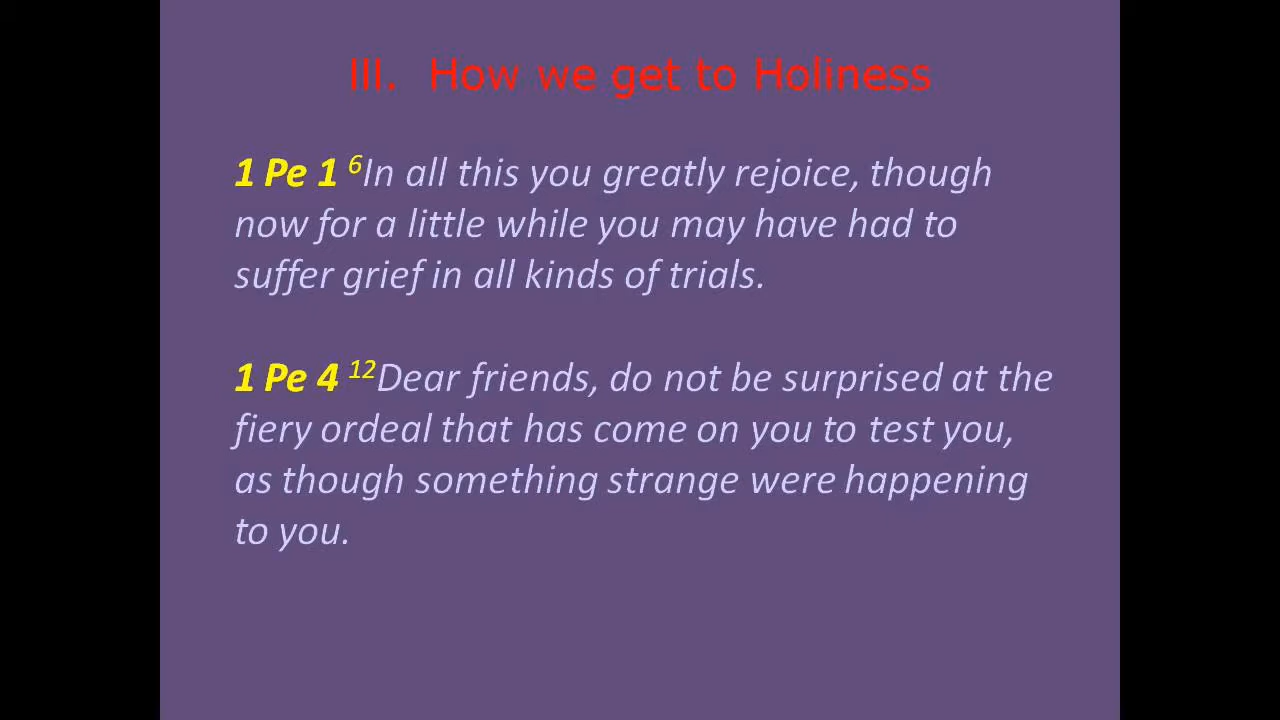 III. How we get to Holiness
1 Pe 1 6In all this you greatly rejoice, though
now for a little while you may have had to
suffer grief in all kinds of trials.
1 Pe 4 12Dear friends, do not be surprised at the
fiery ordeal that has come on you to test you,
as though something strange were happening
to you.